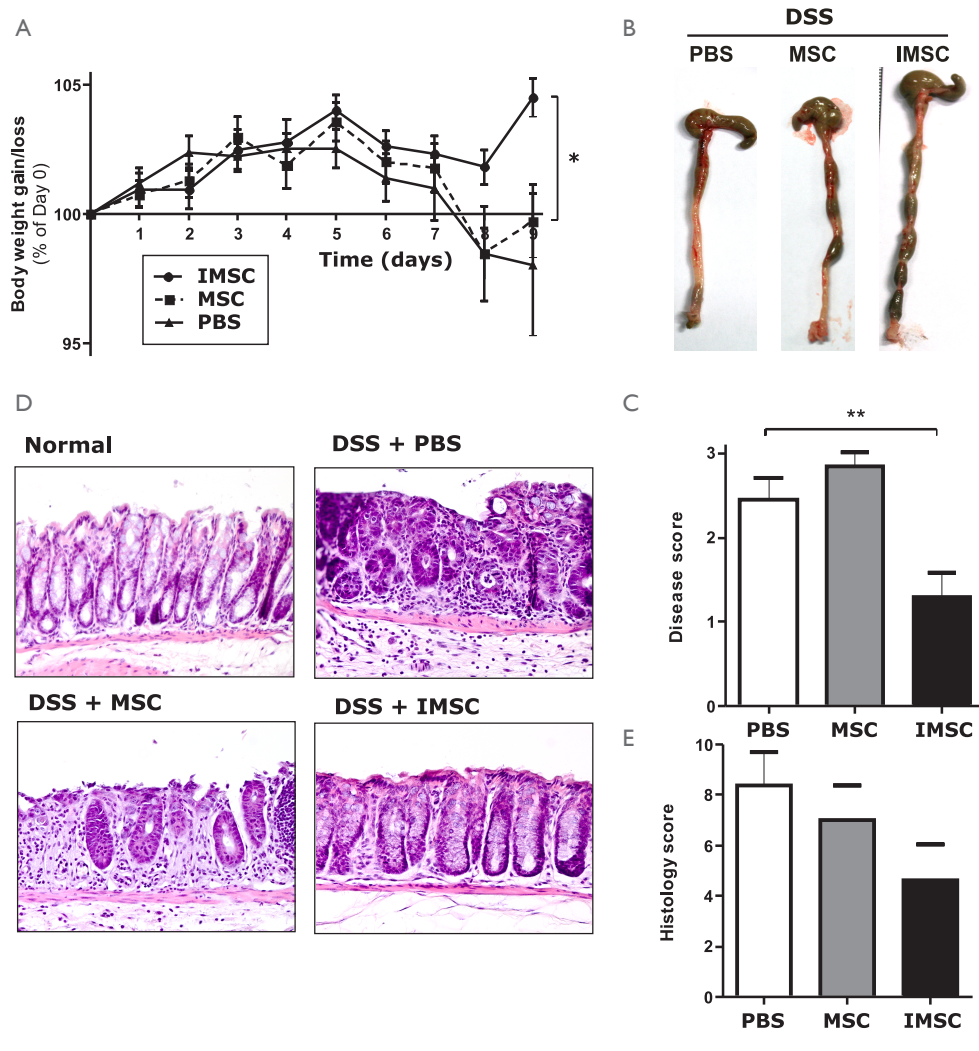 A
Body weight gain/loss
(% of Day 0)
105
100
95
1 2 3 4 5 6 7 8 9
Time (days)
*
IMSC
MSC
PBS
B
DSS
PBS MSC IMSC
D
Normal
DSS + PBS
DSS + MSC
DSS + IMSC
C
**
Disease score
3
2
1
0
PBS MSC IMSC
E
Histology score
10
8
6
4
2
0
PBS MSC IMSC